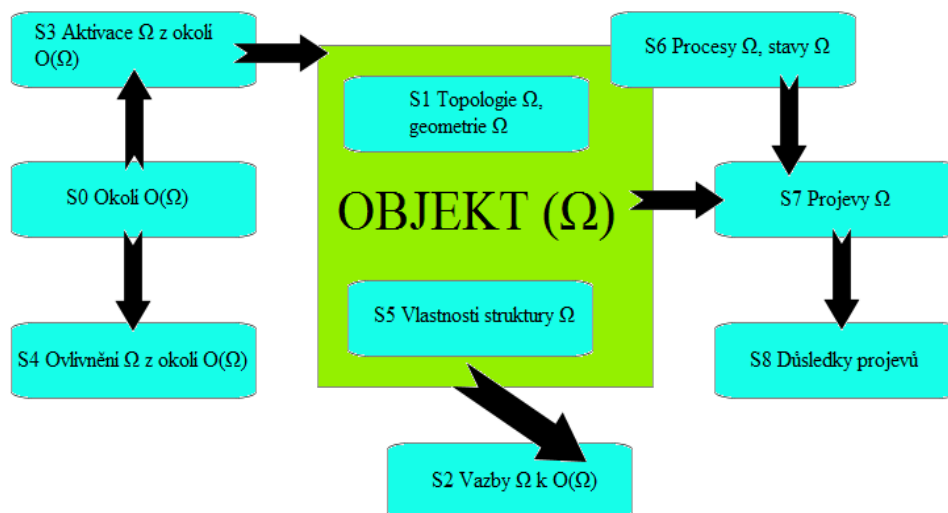 S3 Aktivace Ω z okolí
O(Ω)
S6 Procesy Ω, stavy Ω
S1 Topologie Ω,
geometrie Ω
S0 Okolí O(Ω)
OBJEKT (Ω)
S7 Projevy Ω
S5 Vlastnosti struktury Ω
S4 Ovlivnění Ω z okolí O(Ω)
S8 Důsledky projevů
S2 Vazby Ω k O(Ω)